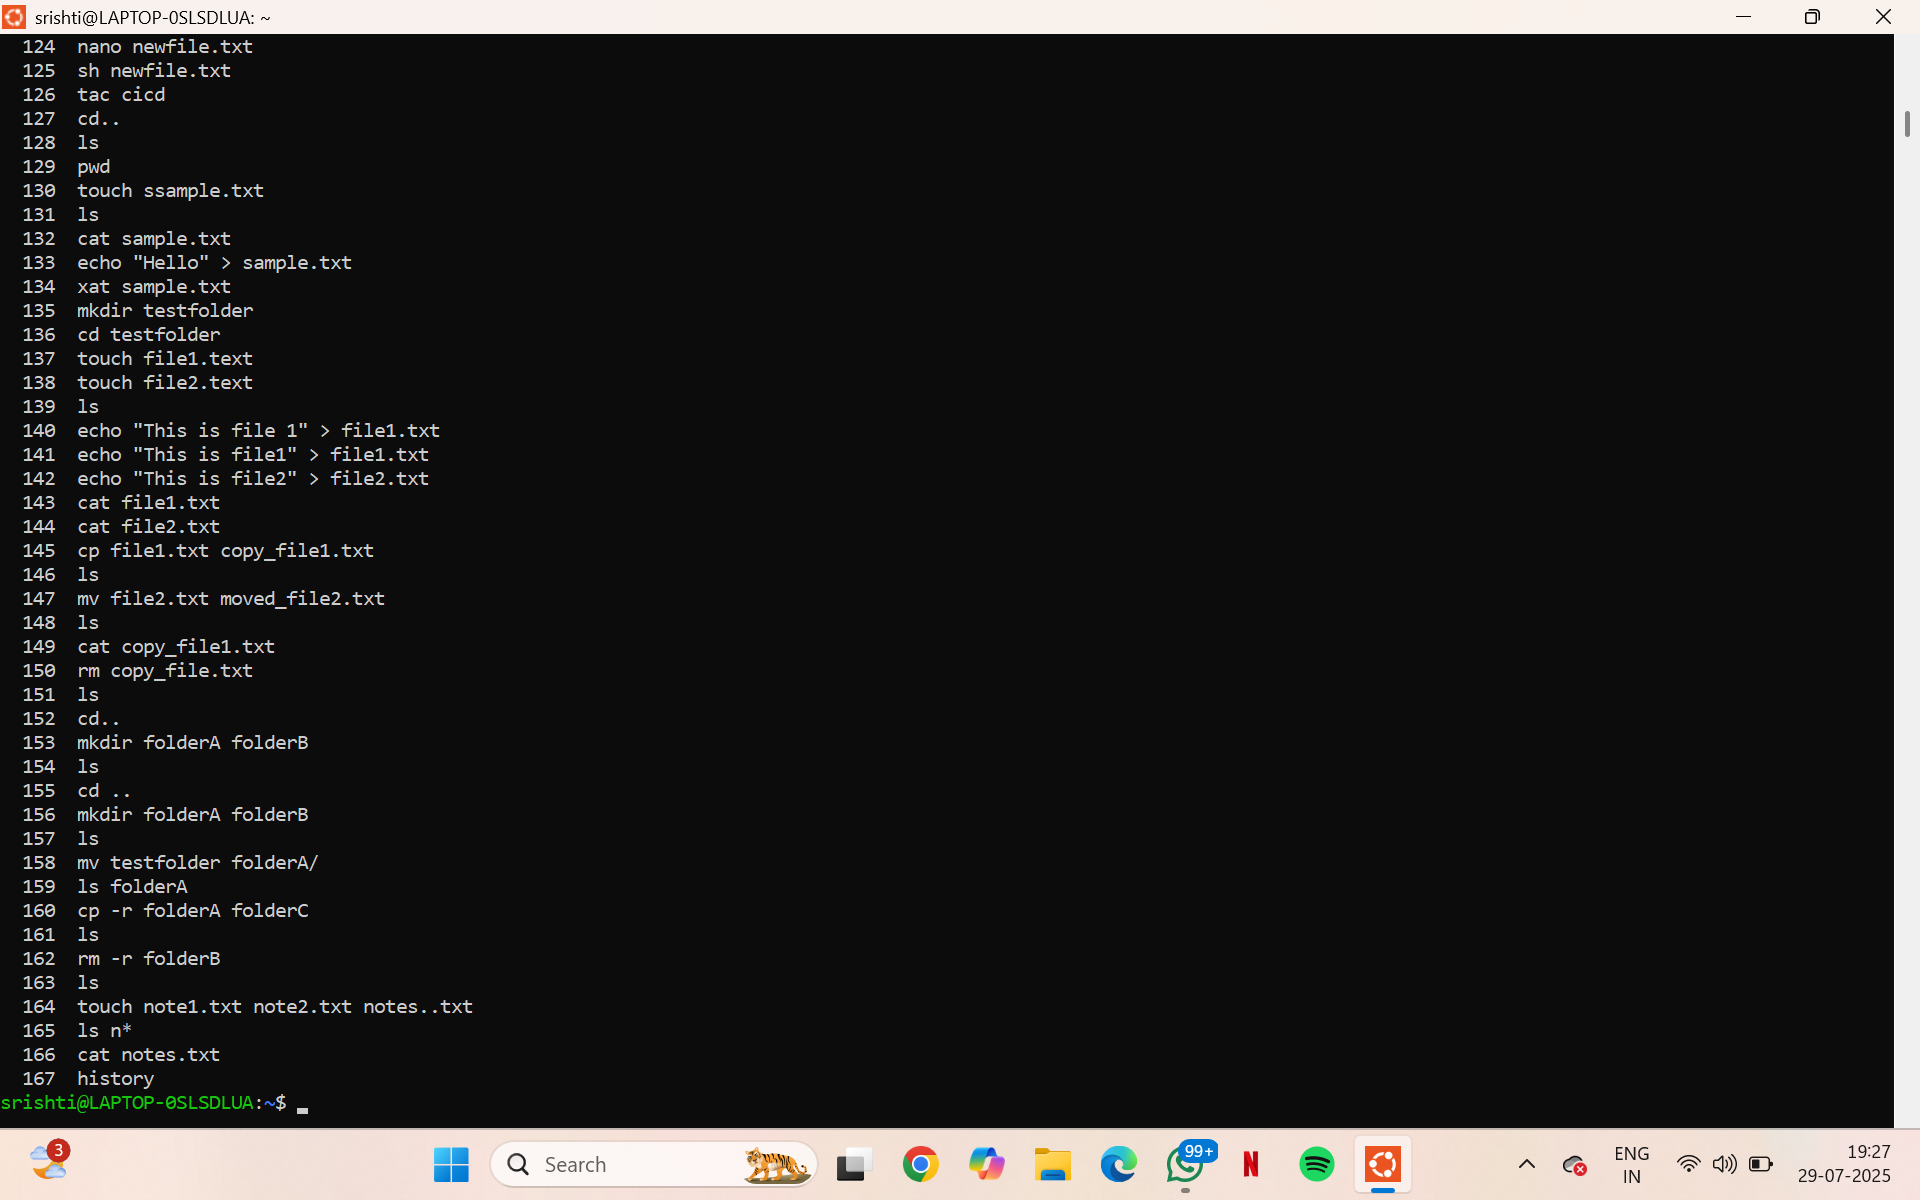 srishti@LAPTOP-0SLSDLUA: ~
124 nano newfile.txt
125 sh newfile.txt
126 tac cicd
127 cd..
128 ls
129 pwd
130 touch ssample.txt
131 ls
132 cat sample.txt
133 echo "Hello" > sample.txt
134 xat sample.txt
135 mkdir testfolder
136 cd testfolder
137 touch file1.text
138 touch file2.text
139 ls
140 echo "This is file 1" > file1.txt
141 echo "This is file1" > file1.txt
142 echo "This is file2" > file2.txt
143 cat file1.txt
144 cat file2.txt
145 cp file1.txt copy_file1.txt
146 ls
147 mv file2.txt moved_file2.txt
148 ls
149 cat copy_file1.txt
150 rm copy_file.txt
151 ls
152 cd..
153 mkdir folderA folderB
154 ls
155 cd ..
156 mkdir folderA folderB
157 ls
158 mv testfolder folderA/
159 ls folderA
160 cp -r folderA folderC
161 ls
162 rm -r folderB
163 ls
164 touch note1.txt note2.txt notes..txt
165 ls n*
166 cat notes.txt
167 history
srishti@LAPTOP-0SLSDLUA:~$
3
Search
99+
N
ENG
IN
19:27
29-07-2025